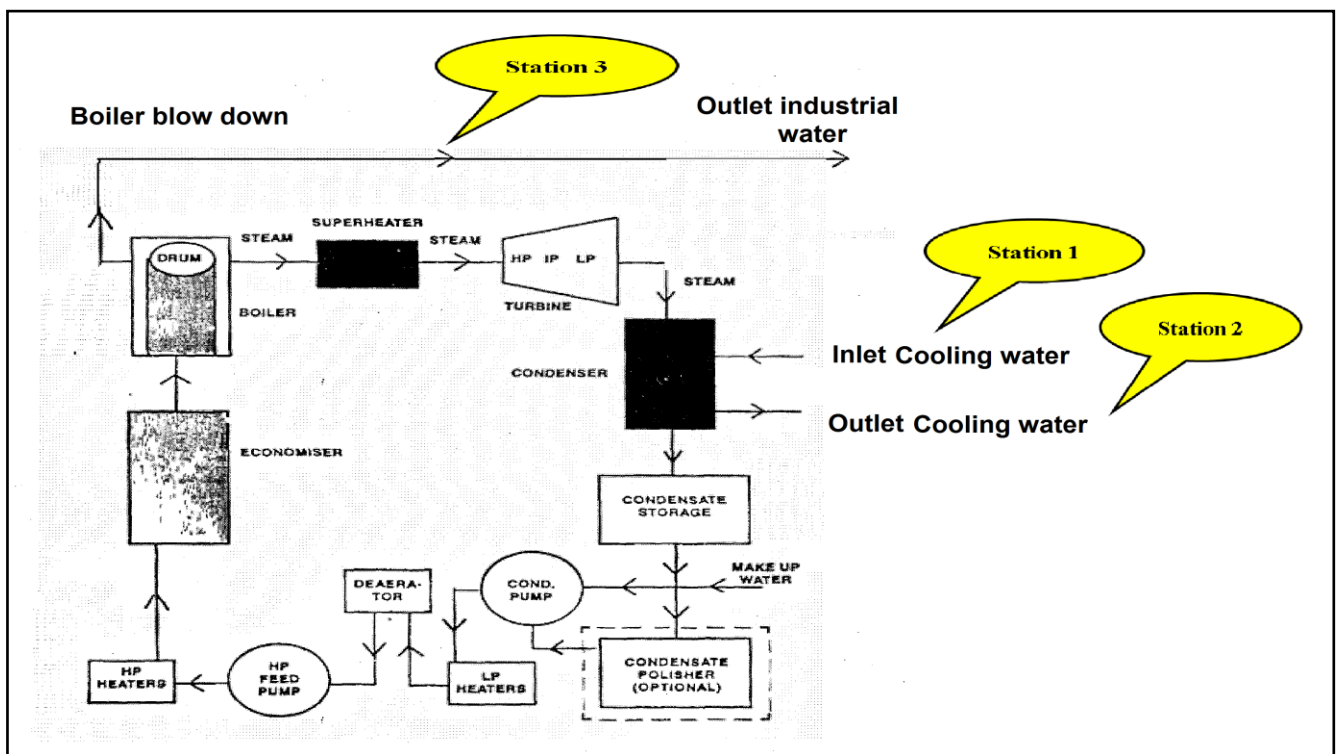 Station 3
Boiler blow down
Outlet industrial
water
SUPERHEATER
STEAM
STEAM
DRUM
HP IP LP
STEAM
BOILER
TURBINE
Station 1
Station 2
Inlet Cooling water
CONDENSER
Outlet Cooling water
ECONOMISER
CONDENSATE
STORAGE
MAKE UP
WATER
DEAERA-
TOR
COND.
PUMP
HP
HEATERS
HP
FEED
PUMP
LP
HEATERS
CONDENSATE
POLISHER
(OPTIONAL)